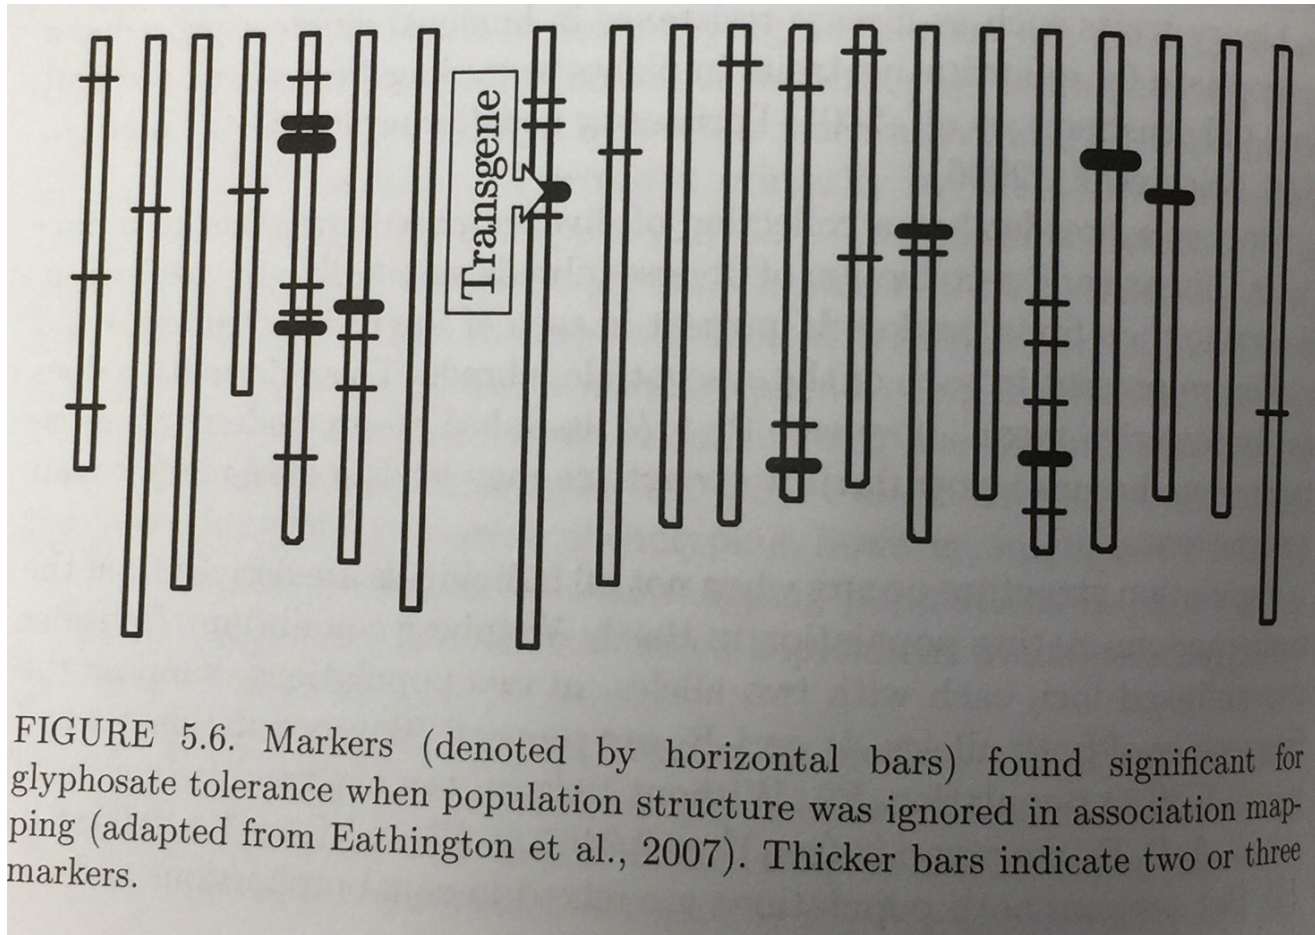 Transgene
FIGURE 5.6. Markers (denoted by horizontal bars) found significant for
glyphosate tolerance when population structure was ignored in association map-
ping (adapted from Eathington et al., 2007). Thicker bars indicate two or three
markers.